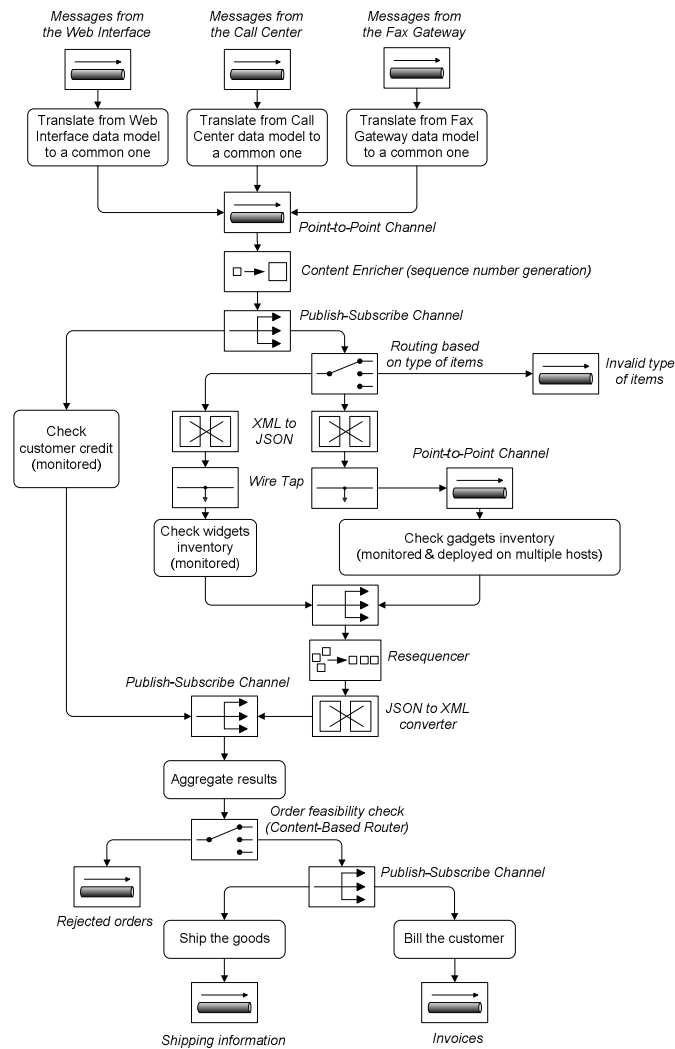 Messages from
the Web Interface
Messages from
the Call Center
Messages from
the Fax Gateway
Translate from Web
Interface data model
to a common one
Translate from Call
Center data model to
a common one
Translate from Fax
Gateway data model
to a common one
Point-to-Point Channel
Content Enricher (sequence number generation)
Publish-Subscribe Channel
Routing based
on type of items
Invalid type
of items
Check
customer credit
(monitored)
XML to
JSON
Wire Tap
Point-to-Point Channel
Check widgets
inventory
(monitored)
Check gadgets inventory
(monitored & deployed on multiple hosts)
Resequencer
Publish-Subscribe Channel
JSON to XML
converter
Aggregate results
Order feasibility check
(Content-Based Router)
Rejected orders
Publish-Subscribe Channel
Ship the goods
Bill the customer
Shipping information
Invoices